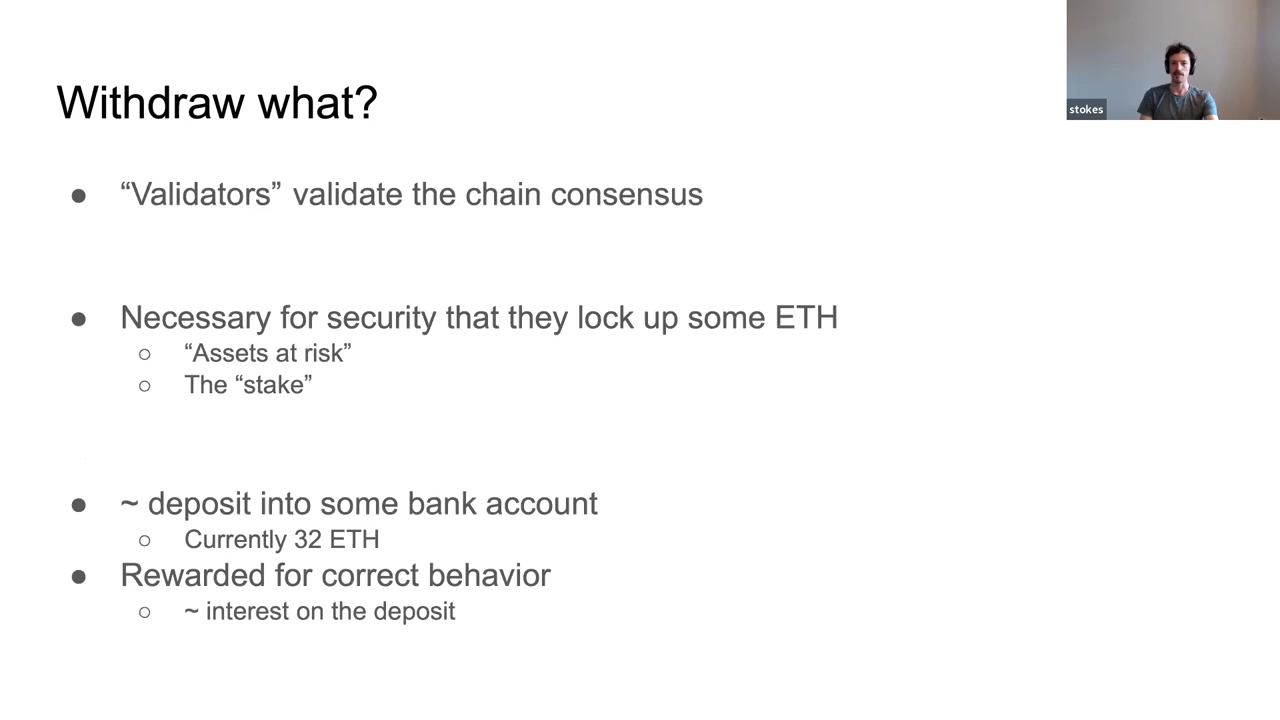 stokes
Withdraw what?
● “Validators” validate the chain consensus
● Necessary for security that they lock up some ETH
○ “Assets at risk”
○ The “stake”
● ~ deposit into some bank account
○ Currently 32 ETH
● Rewarded for correct behavior
○ ~ interest on the deposit